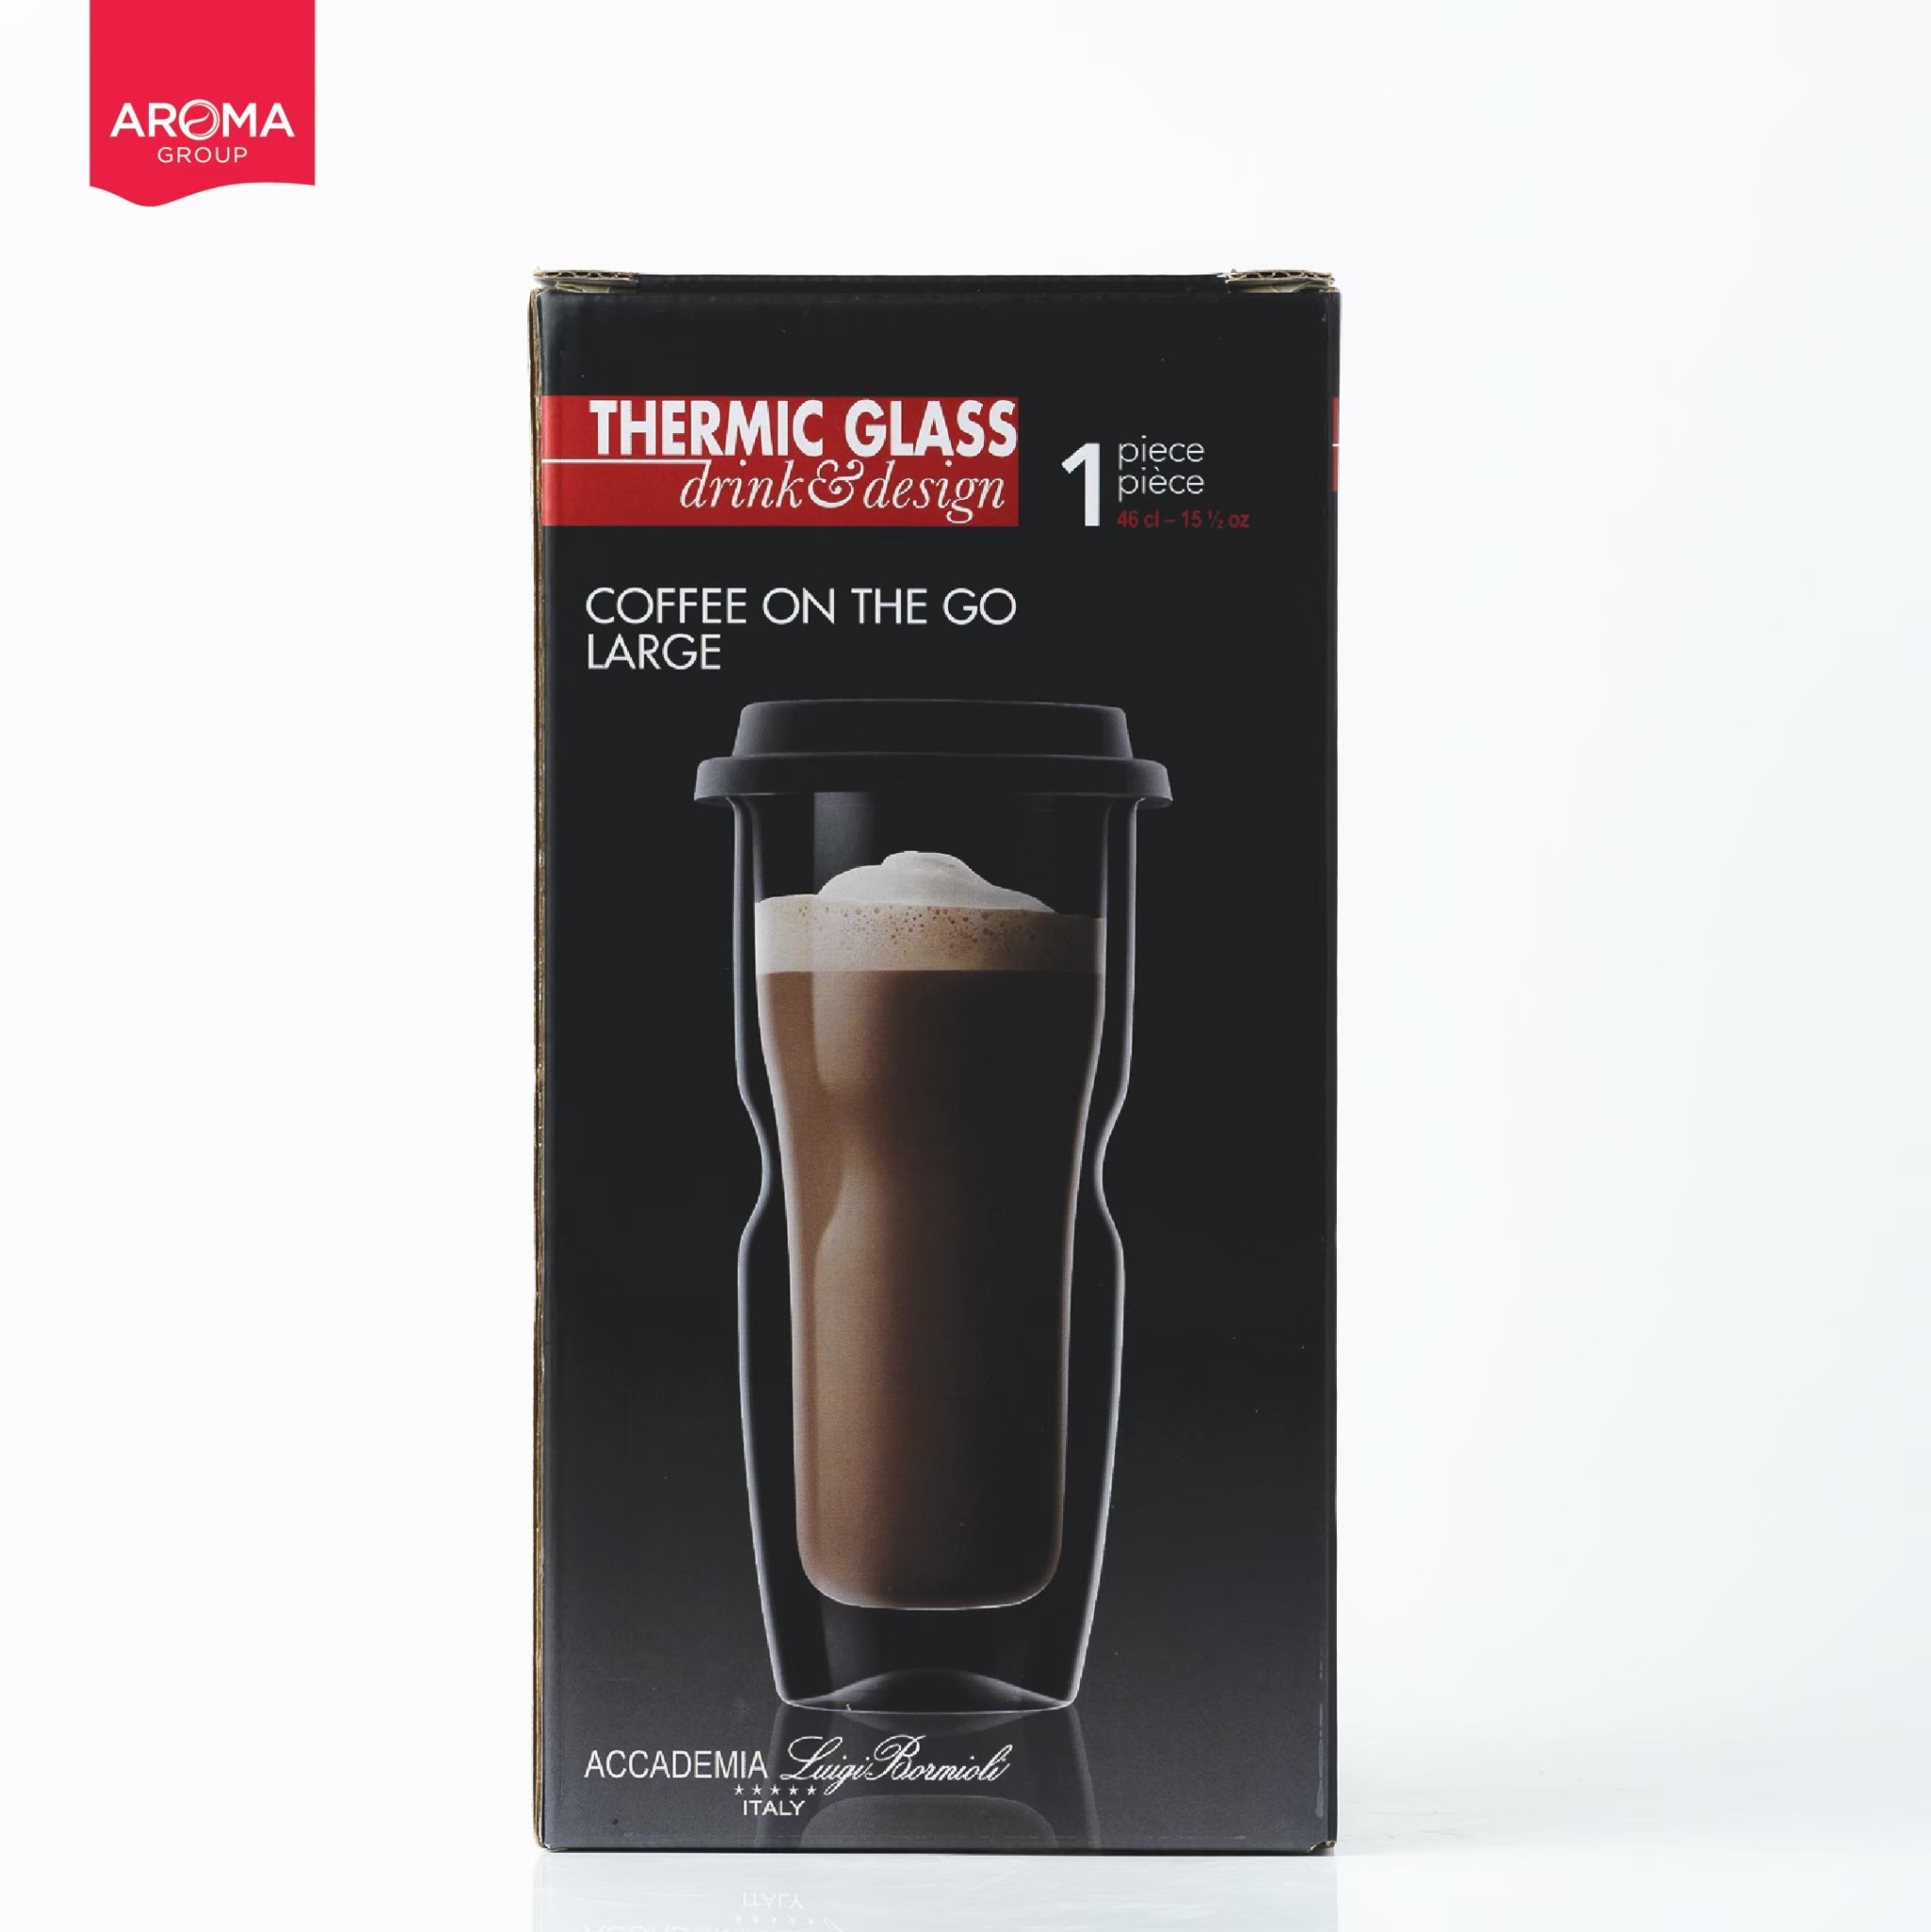 AROMA
GROUP
THERMIC GLASS
drink&design
1 piece
pièce
46 cl – 15 ½ oz
COFFEE ON THE GO
LARGE
ACCADEMIA Luigi Bormioli
★★★★★
ITALY